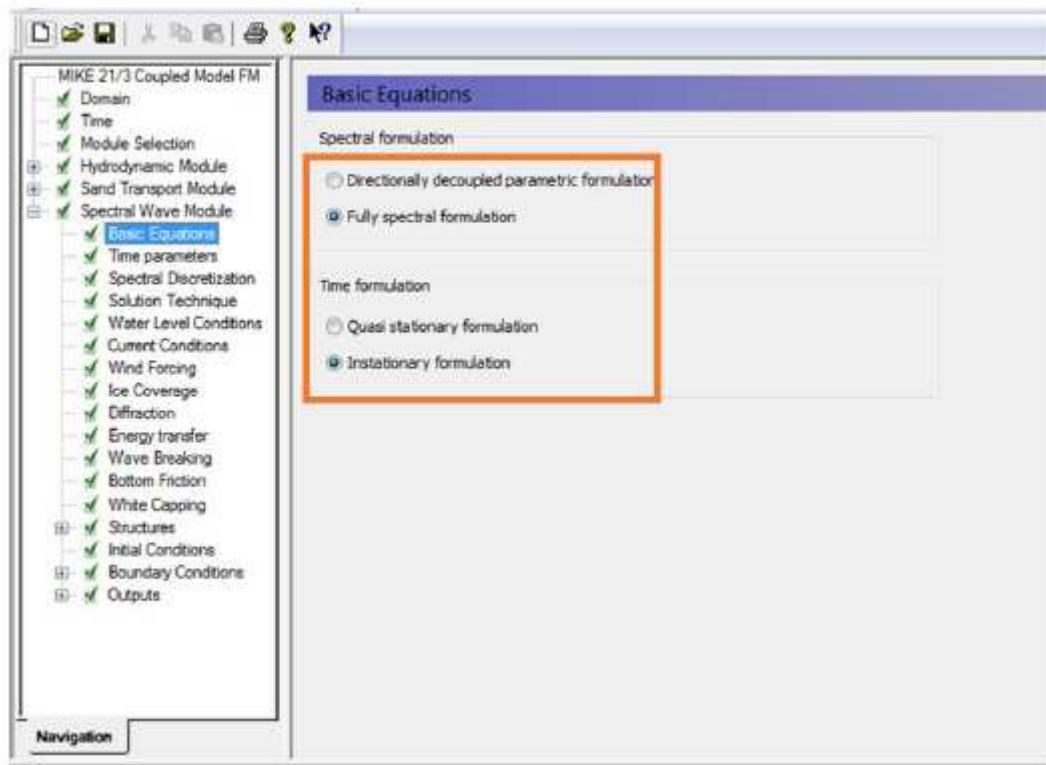 MIKE 21/3 Coupled Model FM
Domain
Time
Module Selection
Hydrodynamic Module
Sand Transport Module
Spectral Wave Module
Basic Equations
Time parameters
Spectral Discretization
Solution Technique
Water Level Conditions
Current Conditions
Wind Forcing
Ice Coverage
Diffraction
Energy transfer
Wave Breaking
Bottom Friction
White Capping
Structures
Initial Conditions
Boundary Conditions
Outputs
Navigation
Basic Equations
Spectral formulation
Directionally decoupled parametric formulation
Fully spectral formulation
Time formulation
Quasi stationary formulation
Instationary formulation